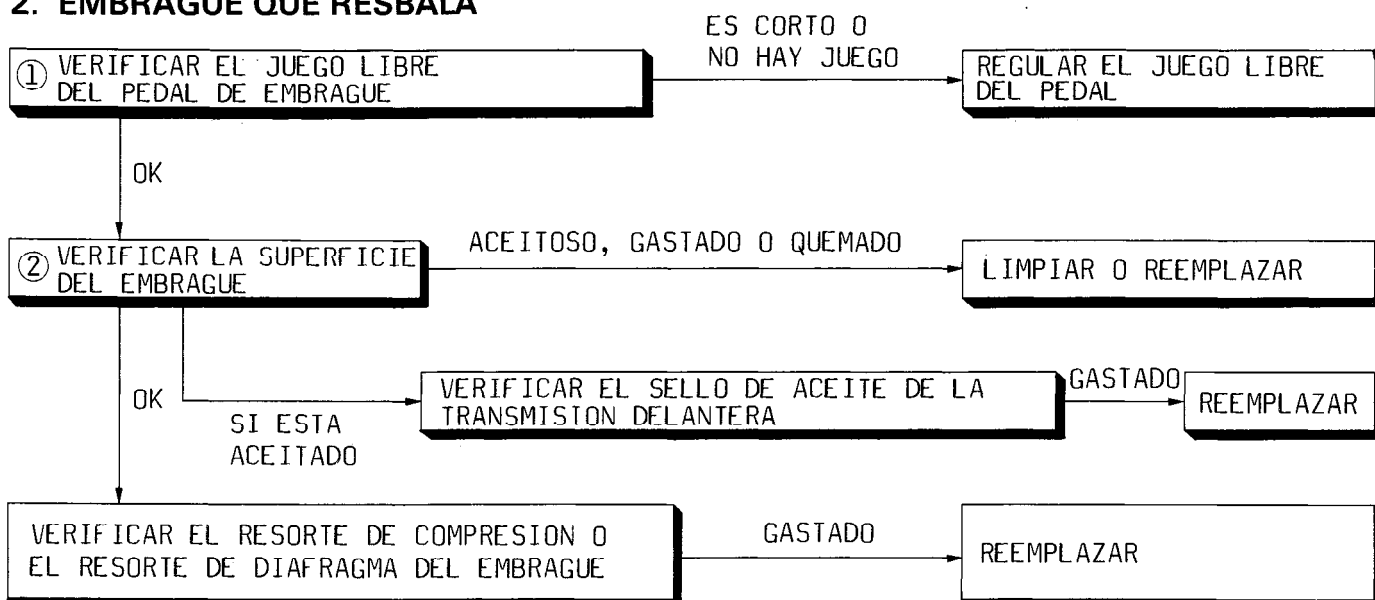 2. EMBRAGUE QUE RESBALA
ES CORTO O
NO HAY JUEGO
① VERIFICAR EL JUEGO LIBRE
DEL PEDAL DE EMBRAGUE
REGULAR EL JUEGO LIBRE
DEL PEDAL
OK
② VERIFICAR LA SUPERFICIE
DEL EMBRAGUE
ACEITOSO, GASTADO O QUEMADO
LIMPIAR O REEMPLAZAR
OK
SI ESTA
ACEITADO
VERIFICAR EL SELLO DE ACEITE DE LA
TRANSMISION DELANTERA
GASTADO
REEMPLAZAR
VERIFICAR EL RESORTE DE COMPRESION O
EL RESORTE DE DIAFRAGMA DEL EMBRAGUE
GASTADO
REEMPLAZAR